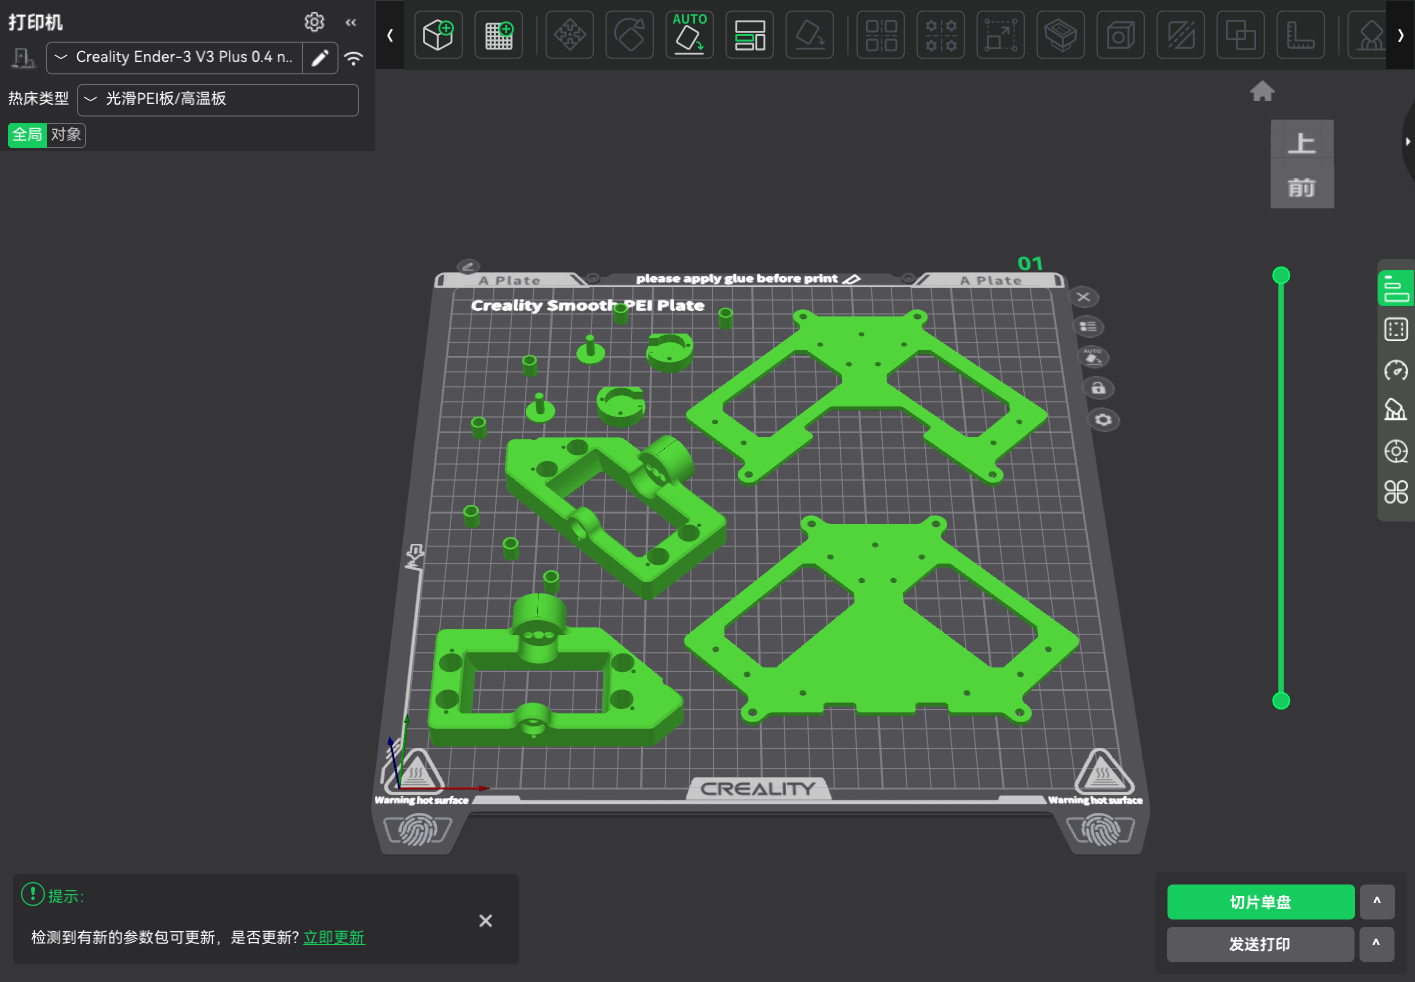 打印机
Creality Ender-3 V3 Plus 0.4 n..
热床类型
光滑PEI板/高温板
全局
对象
AUTO
上
前
01
A Plate
please apply glue before print
A Plate
Creality Smooth PEI Plate
AUTO
CREALITY
Warning hot surface
Warning hot surface
提示:
检测到有新的参数包可更新，是否更新? 立即更新
切片单盘
发送打印